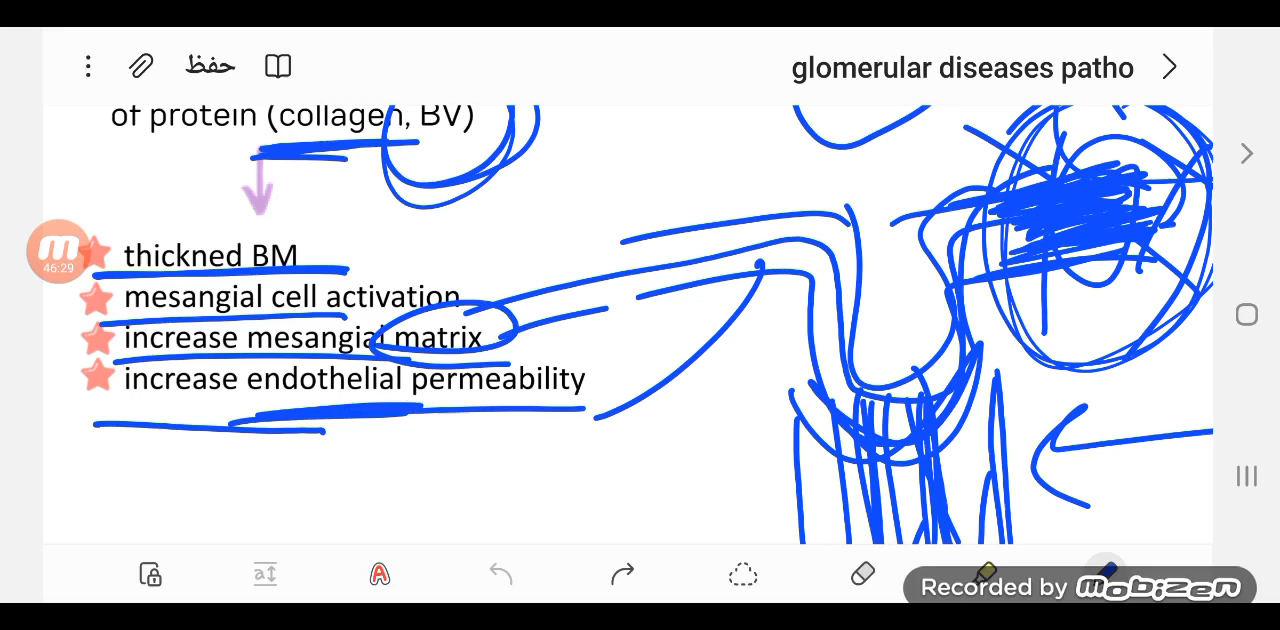 حفظ
glomerular diseases patho
of protein (collagen, BV)
thickned BM
mesangial cell activation
increase mesangial matrix
increase endothelial permeability
46:29
a
A
Recorded by mobizen